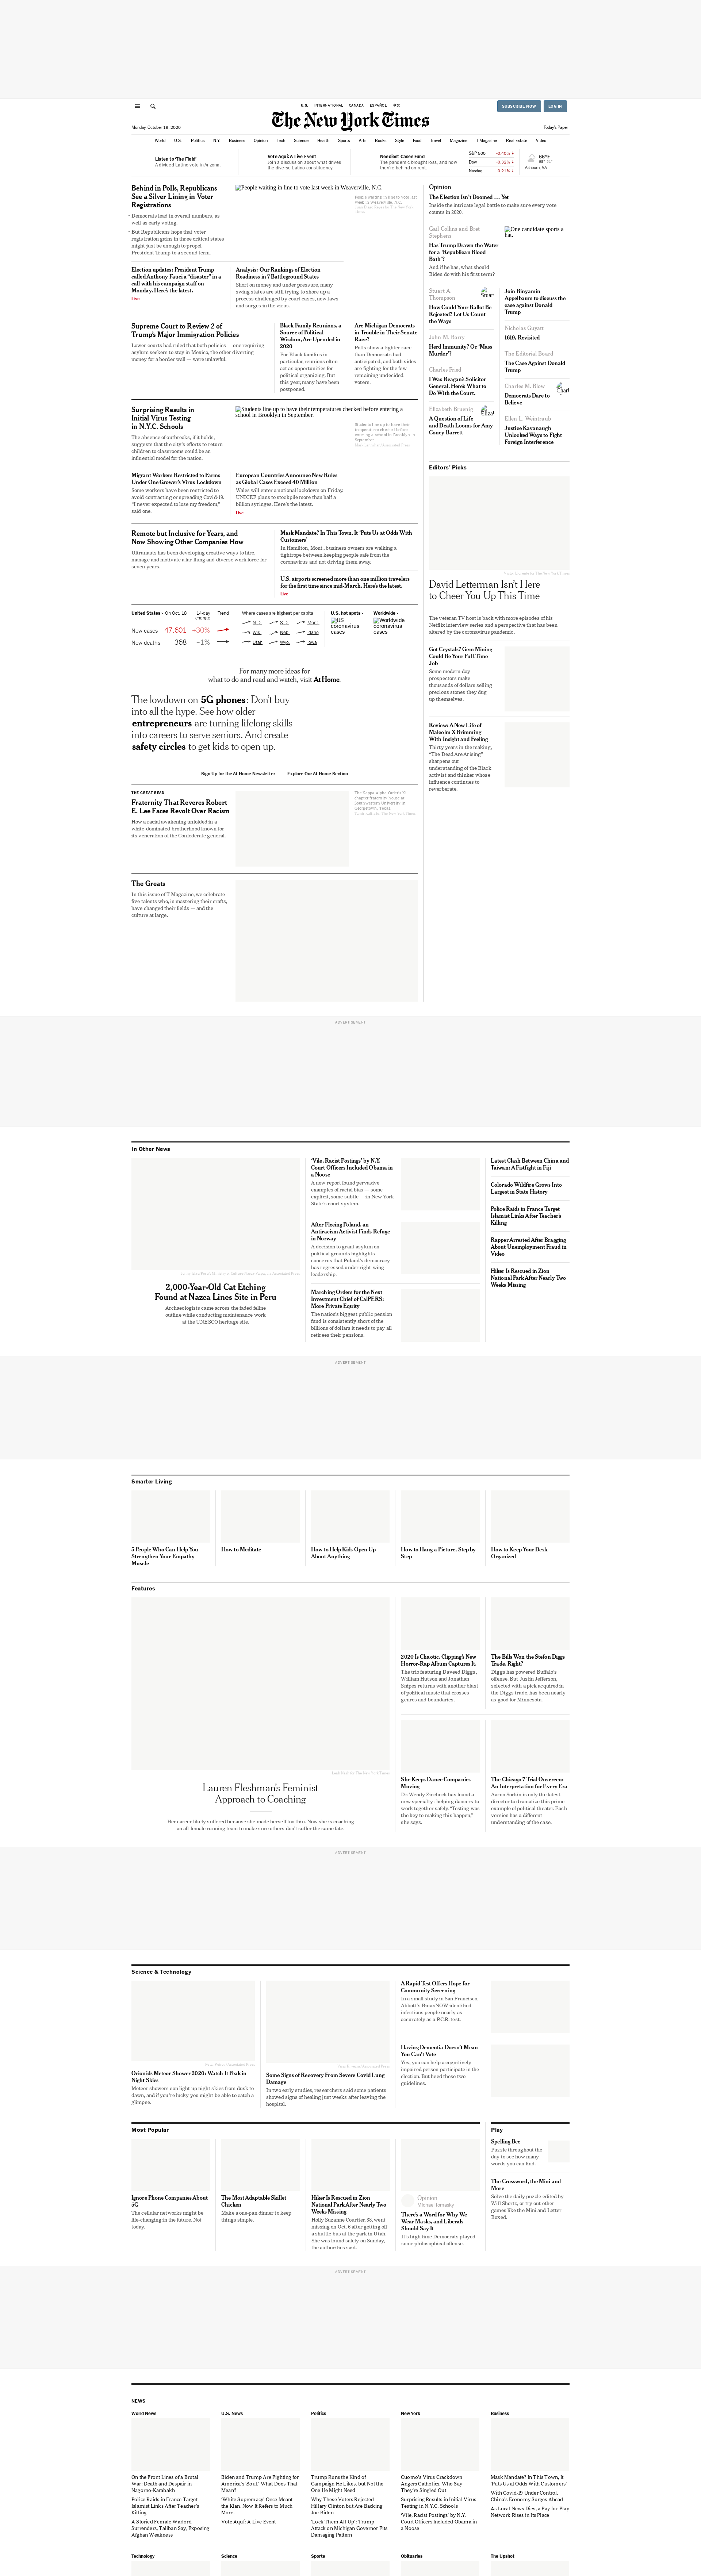 U.S. INTERNATIONAL CANADA ESPAÑOL 中文
SUBSCRIBE NOW LOG IN
The New York Times
Monday, October 19, 2020
Today's Paper
World U.S. Politics N.Y. Business Opinion Tech Science Health Sports Arts Books Style Food Travel Magazine T Magazine Real Estate Video
Listen to 'The Field'
A divided Latino vote in Arizona.
Vote Aquí: A Live Event
Join a discussion about what drives
the diverse Latino constituency.
Neediest Cases Fund
The pandemic brought loss, and now
they're behind on rent.
S&P 500 -0.40%
Dow -0.32%
Nasdaq -0.21%
66°F
Ashburn, VA
Behind in Polls, Republicans
See a Silver Lining in Voter
Registrations
Democrats lead in overall numbers, as
well as early voting.
But Republicans hope that voter
registration gains in three critical states
might just be enough to propel
President Trump to a second term.
People waiting in line to vote last week in Weaverville, N.C.
People waiting in line to vote last
week in Weaverville, N.C.
Election updates: President Trump
called Anthony Fauci a "disaster" in a
call with his campaign staff on
Monday. Here's the latest.
Live
Analysis: Our Rankings of Election
Readiness in 7 Battleground States
Short on money and under pressure, many
swing states are still trying to shore up a
process challenged by court cases, new laws
and surges in the virus.
Supreme Court to Review 2 of
Trump's Major Immigration Policies
Lower courts had ruled that both policies — one requiring
asylum seekers to stay in Mexico, the other diverting
money for a border wall — were unlawful.
Black Family Reunions, a
Source of Political
Wisdom, Are Upended in
2020
For Black families in
particular, reunions often
act as opportunities for
political organizing. But
this year, many have been
postponed.
Are Michigan Democrats
in Trouble in Their Senate
Race?
Polls show a tighter race
than Democrats had
anticipated, and both sides
are fighting for the few
remaining undecided
voters.
Surprising Results in
Initial Virus Testing
in N.Y.C. Schools
The absence of outbreaks, if it holds,
suggests that the city's efforts to return
children to classrooms could be an
influential model for the nation.
Students line up to have their temperatures checked before entering a
school in Brooklyn in September.
Students line up to have their
temperatures checked before
entering a school in Brooklyn in
September.
Migrant Workers Restricted to Farms
Under One Grower's Virus Lockdown
Some workers have been restricted to
avoid contracting or spreading Covid-19.
"I never expected to lose my freedom,"
said one.
European Countries Announce New Rules
as Global Cases Exceed 40 Million
Wales will enter a national lockdown on Friday.
UNICEF plans to stockpile more than half a
billion syringes. Here's the latest.
Live
Remote but Inclusive for Years, and
Now Showing Other Companies How
Ultranauts has been developing creative ways to hire,
manage and motivate a far-flung and diverse work force for
seven years.
Mask Mandate? In This Town, It 'Puts Us at Odds With
Customers'
In Hamilton, Mont., business owners are walking a
tightrope between keeping people safe from the
coronavirus and not driving them away.
U.S. airports screened more than one million travelers
for the first time since mid-March. Here's the latest.
Live
United States › On Oct. 18 14-day change Trend
New cases 47,601 +30%
New deaths 368 –1%
Where cases are highest per capita
N.D. S.D. Mont.
Wis. Neb. Idaho
Utah Wyo. Iowa
U.S. hot spots ›
US coronavirus cases
Worldwide ›
Worldwide coronavirus cases
For many more ideas for
what to do and read and watch, visit At Home.
The lowdown on 5G phones: Don't buy
into all the hype. See how older
entrepreneurs are turning lifelong skills
into careers to serve seniors. And create
safety circles to get kids to open up.
Sign Up for the At Home Newsletter Explore Our At Home Section
THE GREAT READ
Fraternity That Reveres Robert
E. Lee Faces Revolt Over Racism
How a racial awakening unfolded in a
white-dominated brotherhood known for
its veneration of the Confederate general.
The Kappa Alpha Order's Xi
chapter fraternity house at
Southwestern University in
Georgetown, Texas.
The Greats
In this issue of T Magazine, we celebrate
five talents who, in mastering their crafts,
have changed their fields — and the
culture at large.
Opinion
The Election Isn't Doomed … Yet
Inside the intricate legal battle to make sure every vote
counts in 2020.
Gail Collins and Bret
Stephens
Has Trump Drawn the Water
for a 'Republican Blood
Bath'?
And if he has, what should
Biden do with his first term?
One candidate sports a
hat.
Stuart A.
Thompson
How Could Your Ballot Be
Rejected? Let Us Count
the Ways
John M. Barry
Herd Immunity? Or 'Mass
Murder'?
Charles Fried
I Was Reagan's Solicitor
General. Here's What to
Do With the Court.
Elizabeth Bruenig
A Question of Life
and Death Looms for Amy
Coney Barrett
Join Binyamin
Appelbaum to discuss the
case against Donald
Trump
Nicholas Guyatt
1619, Revisited
The Editorial Board
The Case Against Donald
Trump
Charles M. Blow
Democrats Dare to
Believe
Ellen L. Weintraub
Justice Kavanaugh
Unlocked Ways to Fight
Foreign Interference
Editors' Picks
David Letterman Isn't Here
to Cheer You Up This Time
The veteran TV host is back with more episodes of his
Netflix interview series and a perspective that has been
altered by the coronavirus pandemic.
Got Crystals? Gem Mining
Could Be Your Full-Time
Job
Some modern-day
prospectors make
thousands of dollars selling
precious stones they dug
up themselves.
Review: A New Life of
Malcolm X Brimming
With Insight and Feeling
Thirty years in the making,
"The Dead Are Arising"
sharpens our
understanding of the Black
activist and thinker whose
influence continues to
reverberate.
ADVERTISEMENT
In Other News
2,000-Year-Old Cat Etching
Found at Nazca Lines Site in Peru
Archaeologists came across the faded feline
outline while conducting maintenance work
at the UNESCO heritage site.
'Vile, Racist Postings' by N.Y.
Court Officers Included Obama in
a Noose
A new report found pervasive
examples of racial bias — some
explicit, some subtle — in New York
State's court system.
After Fleeing Poland, an
Antiracism Activist Finds Refuge
in Norway
A decision to grant asylum on
political grounds highlights
concerns that Poland's democracy
has regressed under right-wing
leadership.
Marching Orders for the Next
Investment Chief of CalPERS:
More Private Equity
The nation's biggest public pension
fund is consistently short of the
billions of dollars it needs to pay all
retirees their pensions.
Latest Clash Between China and
Taiwan: A Fistfight in Fiji
Colorado Wildfire Grows Into
Largest in State History
Police Raids in France Target
Islamist Links After Teacher's
Killing
Rapper Arrested After Bragging
About Unemployment Fraud in
Video
Hiker Is Rescued in Zion
National Park After Nearly Two
Weeks Missing
ADVERTISEMENT
Smarter Living
5 People Who Can Help You
Strengthen Your Empathy
Muscle
How to Meditate
How to Help Kids Open Up
About Anything
How to Hang a Picture, Step by
Step
How to Keep Your Desk
Organized
Features
Lauren Fleshman's Feminist
Approach to Coaching
Her career likely suffered because she made herself too thin. Now she is coaching
an all-female running team to make sure others don't suffer the same fate.
2020 Is Chaotic. Clipping's New
Horror-Rap Album Captures It.
The trio featuring Daveed Diggs,
William Hutson and Jonathan
Snipes returns with another blast
of political music that crosses
genres and boundaries.
The Bills Won the Stefon Diggs
Trade. Right?
Diggs has powered Buffalo's
offense. But Justin Jefferson,
selected with a pick acquired in
the Diggs trade, has been nearly
as good for Minnesota.
She Keeps Dance Companies
Moving
Dr. Wendy Ziecheck has found a
new specialty: helping dancers to
work together safely. "Testing was
the key to making this happen,"
she says.
The Chicago 7 Trial Onscreen:
An Interpretation for Every Era
Aaron Sorkin is only the latest
director to dramatize this prime
example of political theater. Each
version has a different
understanding of the case.
ADVERTISEMENT
Science & Technology
Orionids Meteor Shower 2020: Watch It Peak in
Night Skies
Meteor showers can light up night skies from dusk to
dawn, and if you're lucky you might be able to catch a
glimpse.
Some Signs of Recovery From Severe Covid Lung
Damage
In two early studies, researchers said some patients
showed signs of healing just weeks after leaving the
hospital.
A Rapid Test Offers Hope for
Community Screening
In a small study in San Francisco,
Abbott's BinaxNOW identified
infectious people nearly as
accurately as a P.C.R. test.
Having Dementia Doesn't Mean
You Can't Vote
Yes, you can help a cognitively
impaired person participate in the
election. But heed these two
guidelines.
Most Popular
Ignore Phone Companies About
5G
The cellular networks might be
life-changing in the future. Not
today.
The Most Adaptable Skillet
Chicken
Make a one-pan dinner to keep
things simple.
Hiker Is Rescued in Zion
National Park After Nearly Two
Weeks Missing
Holly Suzanne Courtier, 38, went
missing on Oct. 6 after getting off
a shuttle bus at the park in Utah.
She was found safely on Sunday,
the authorities said.
Opinion
Michael Tomasky
There's a Word for Why We
Wear Masks, and Liberals
Should Say It
It's high time Democrats played
some philosophical offense.
Play
Spelling Bee
Puzzle throughout the
day to see how many
words you can find.
The Crossword, the Mini and
More
Solve the daily puzzle edited by
Will Shortz, or try out other
games like the Mini and Letter
Boxed.
ADVERTISEMENT
NEWS
World News
On the Front Lines of a Brutal
War: Death and Despair in
Nagorno-Karabakh
Police Raids in France Target
Islamist Links After Teacher's
Killing
A Storied Female Warlord
Surrenders, Taliban Say, Exposing
Afghan Weakness
U.S. News
Biden and Trump Are Fighting for
America's 'Soul.' What Does That
Mean?
'White Supremacy' Once Meant
the Klan. Now It Refers to Much
More.
Vote Aquí: A Live Event
Politics
Trump Runs the Kind of
Campaign He Likes, but Not the
One He Might Need
Why These Voters Rejected
Hillary Clinton but Are Backing
Joe Biden
'Lock Them All Up': Trump
Attack on Michigan Governor Fits
Damaging Pattern
New York
Cuomo's Virus Crackdown
Angers Catholics, Who Say
They're Singled Out
Surprising Results in Initial Virus
Testing in N.Y.C. Schools
'Vile, Racist Postings' by N.Y.
Court Officers Included Obama in
a Noose
Business
Mask Mandate? In This Town, It
'Puts Us at Odds With Customers'
With Covid-19 Under Control,
China's Economy Surges Ahead
As Local News Dies, a Pay-for-Play
Network Rises in Its Place
Technology Science Sports Obituaries The Upshot